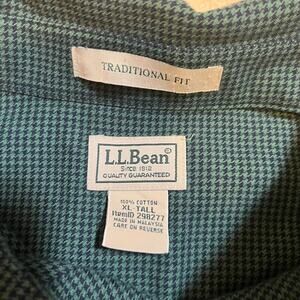 TRADITIONAL FIT
L.L.Bean®
Since 1912
QUALITY GUARANTEED
100% COTTON
XL-TALL
ItemID 298277
MADE IN MALAYSIA
CARE ON REVERSE